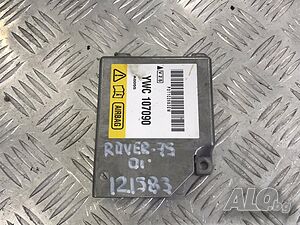 YWC 107090
AIRBAG
ROVER-75
01·
121583
ALO.bg